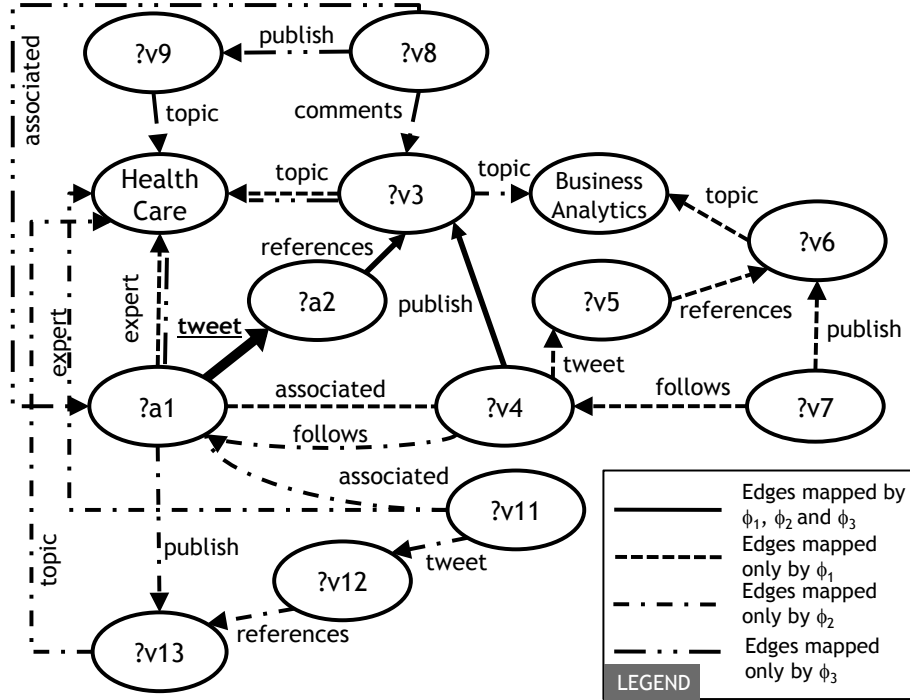 publish
?v9
?v8
associated
topic
comments
Health
Care
topic
?v3
topic
Business
Analytics
topic
?v6
references
?a2
?v5
references
expert
expert
tweet
publish
publish
tweet
?a1
associated
?v4
follows
?v7
follows
associated
?v11
publish
tweet
topic
?v12
references
?v13
Edges mapped by
ϕ1, ϕ2 and ϕ3
Edges mapped
only by ϕ1
Edges mapped
only by ϕ2
Edges mapped
only by ϕ3
LEGEND